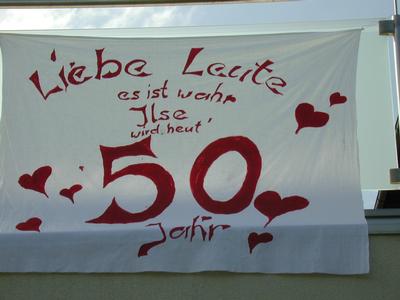 Liebe Leute
es ist wahr
Ilse
wird heut'
50
Jahr